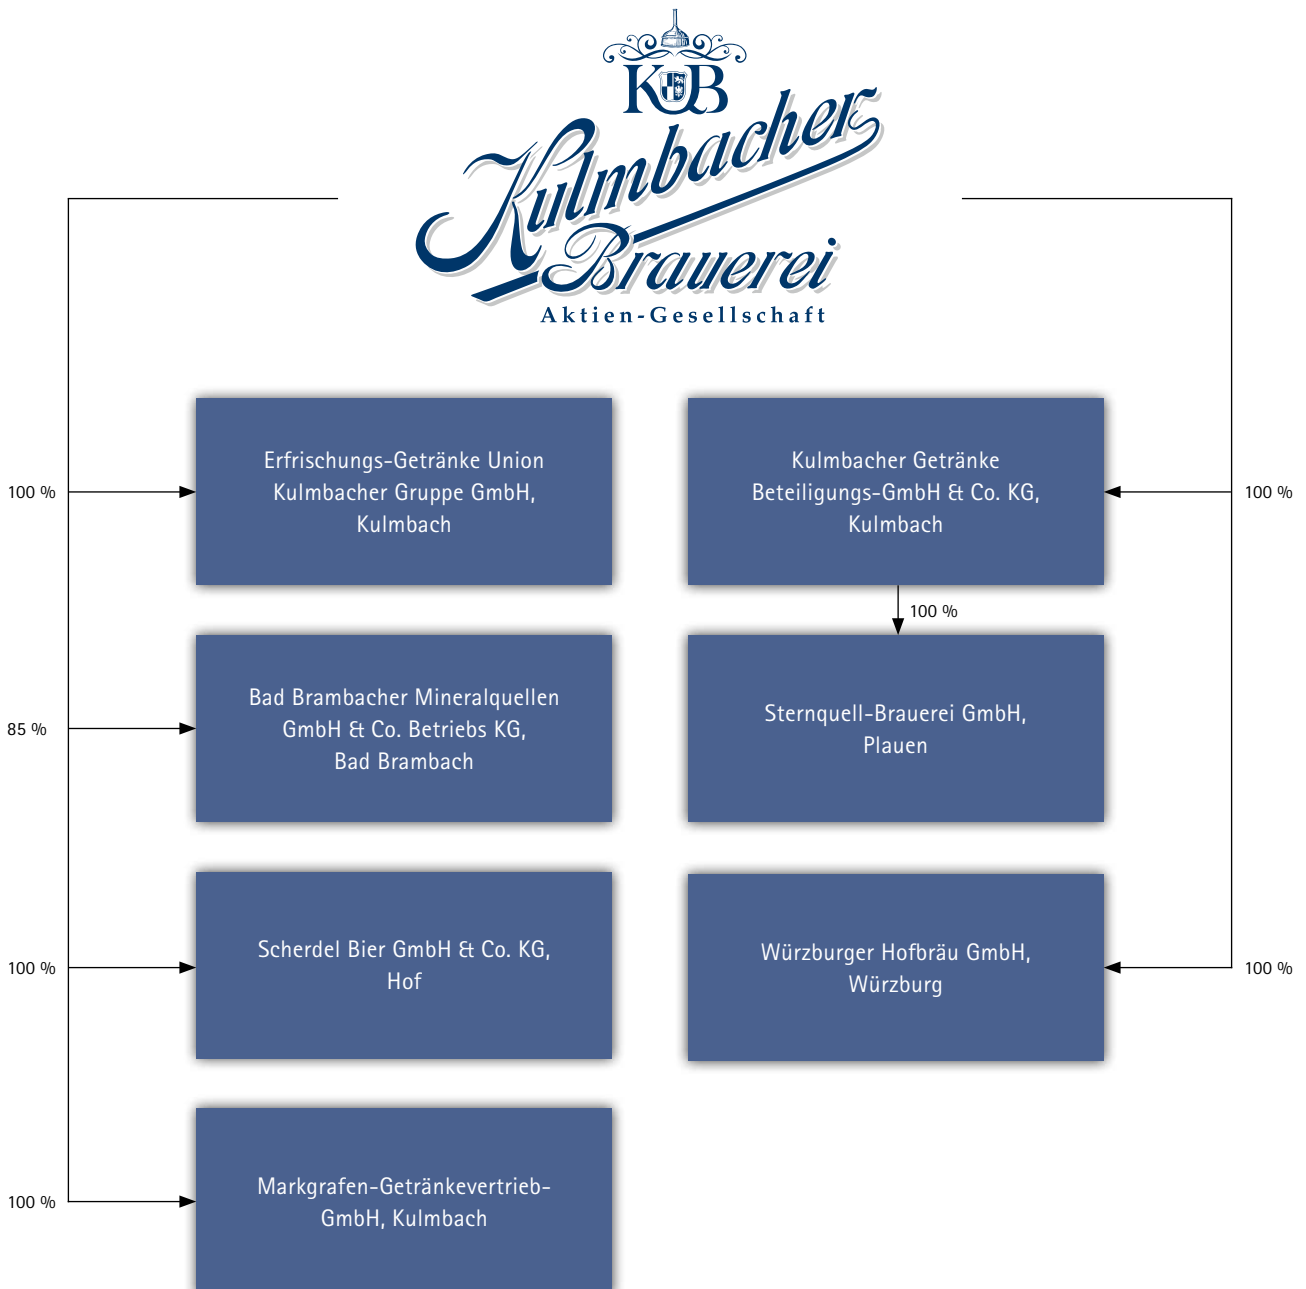 KB
Kulmbacher
Brauerei
Aktien-Gesellschaft
100 %
Erfrischungs-Getränke Union
Kulmbacher Gruppe GmbH,
Kulmbach
Kulmbacher Getränke
Beteiligungs-GmbH & Co. KG,
Kulmbach
100 %
100 %
85 %
Bad Brambacher Mineralquellen
GmbH & Co. Betriebs KG,
Bad Brambach
Sternquell-Brauerei GmbH,
Plauen
100 %
Scherdel Bier GmbH & Co. KG,
Hof
Würzburger Hofbräu GmbH,
Würzburg
100 %
100 %
Markgrafen-Getränkevertrieb-
GmbH, Kulmbach